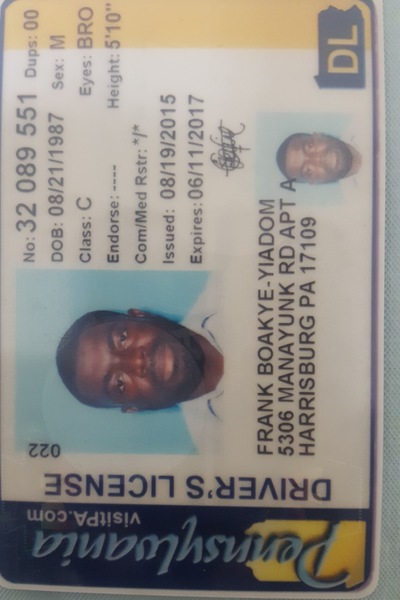 Pennsylvania
visitPA.com
DRIVER'S LICENSE
DL
022
No: 32 089 551 Dups: 00
DOB: 08/21/1987 Sex: M
Class: C Eyes: BRO
Endorse: ---- Height: 5'10"
Com/Med Rstr: */*
Issued: 08/19/2015
Expires: 06/11/2017
FRANK BOAKYE-YIADOM
5306 MANAYUNK RD APT A
HARRISBURG PA 17109